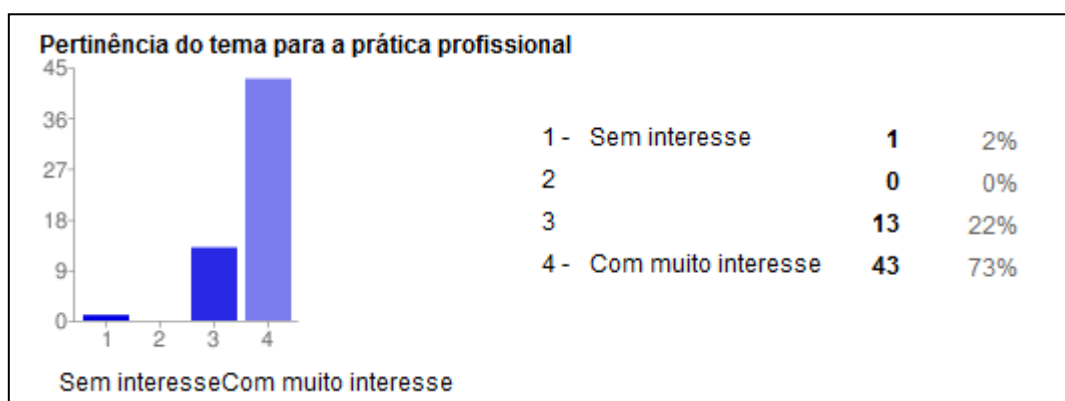 Pertinência do tema para a prática profissional
45
36
27
18
9
0
1 2 3 4
Sem interesseCom muito interesse
1 - Sem interesse 1 2%
2 0 0%
3 13 22%
4 - Com muito interesse 43 73%